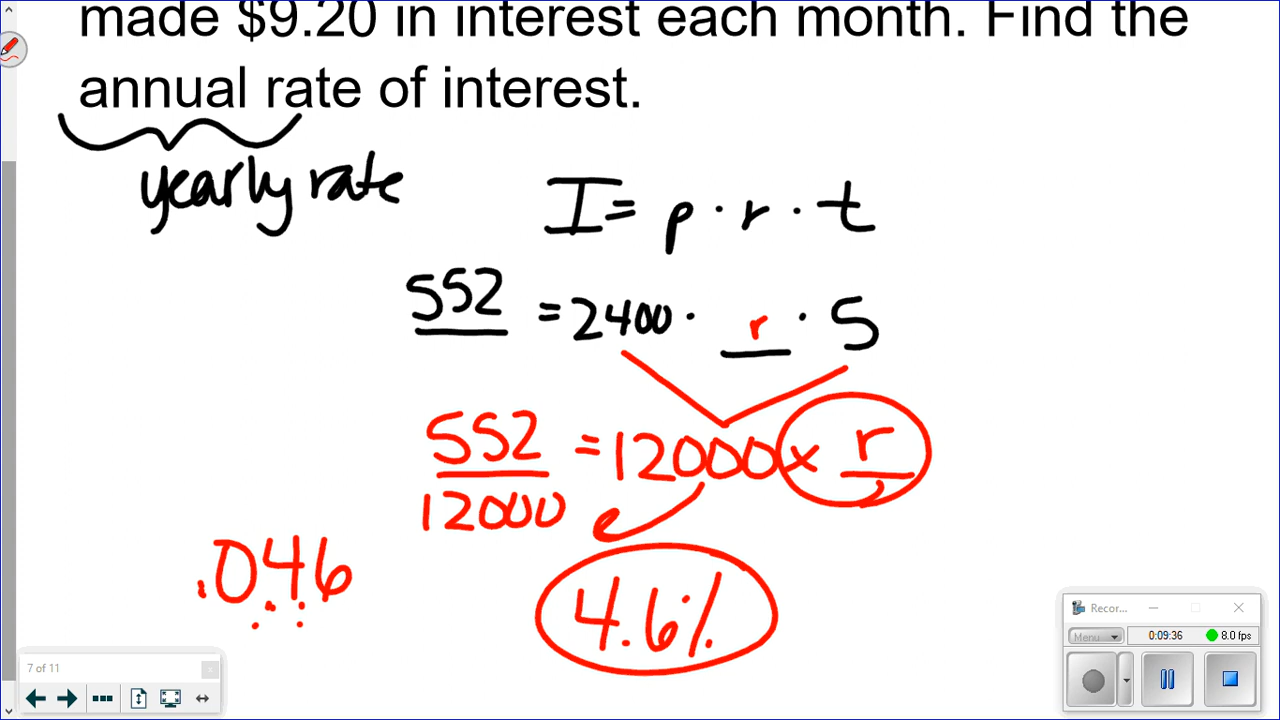 made $9.20 in interest each month. Find the
annual rate of interest.
yearly rate
I = p · r · t
552 = 2400 · r · 5
552 = 12000 x r
12000
.046
4.6%
Recor...
Menu
0:09:36
8.0 fps
7 of 11